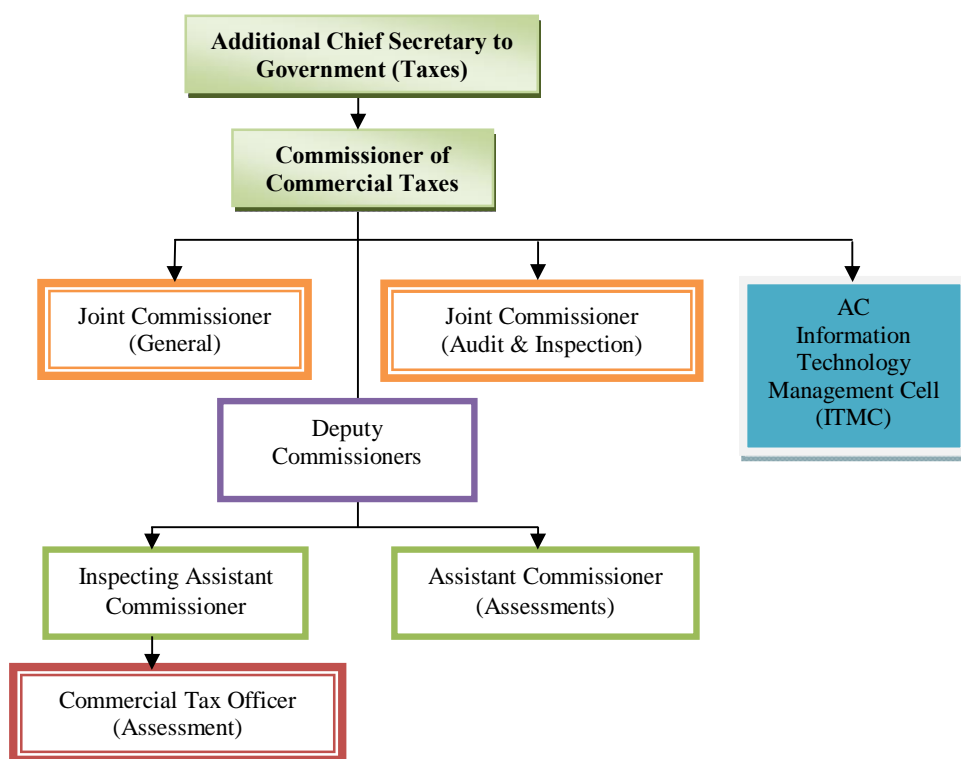 Additional Chief Secretary to
Government (Taxes)
Commissioner of
Commercial Taxes
Joint Commissioner
(General)
Joint Commissioner
(Audit & Inspection)
AC
Information
Technology
Management Cell
(ITMC)
Deputy
Commissioners
Inspecting Assistant
Commissioner
Assistant Commissioner
(Assessments)
Commercial Tax Officer
(Assessment)